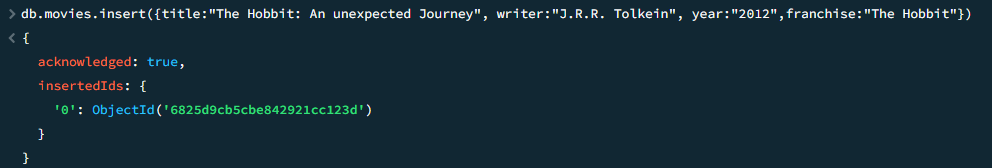 > db.movies.insert({title:"The Hobbit: An unexpected Journey", writer:"J.R.R. Tolkein", year:"2012",franchise:"The Hobbit"})
< {
acknowledged: true,
insertedIds: {
'0': ObjectId('6825d9cb5cbe842921cc123d')
}
}